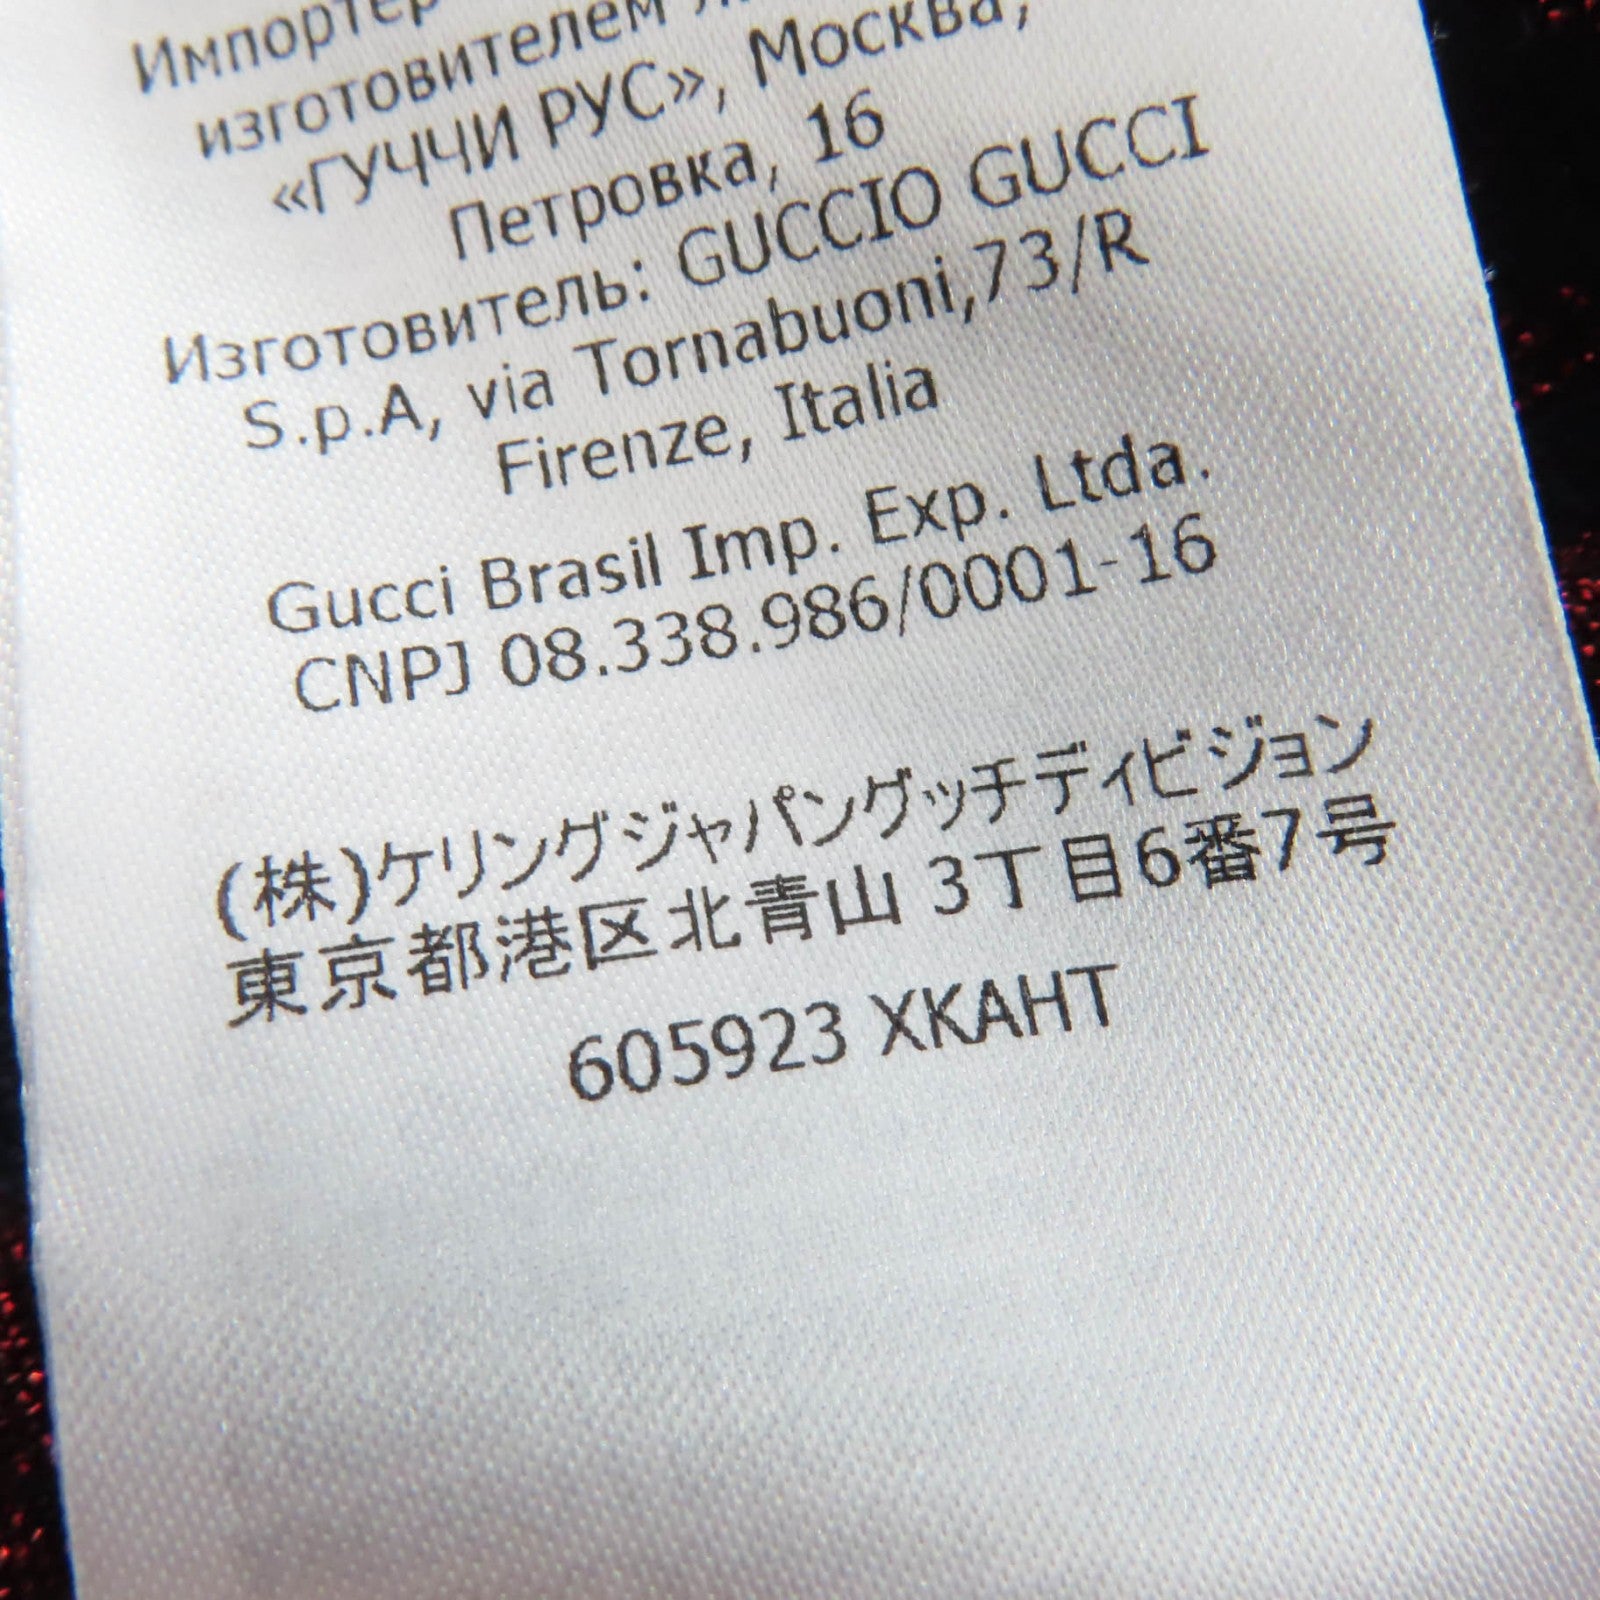 Импортер
изготовителем
«ГУЧЧИ РУС», Москва,
Петровка, 16
Изготовитель: GUCCIO GUCCI
S.p.A, via Tornabuoni,73/R
Firenze, Italia
Gucci Brasil Imp. Exp. Ltda.
CNPJ 08.338.986/0001-16
(株)ケリングジャパングッチディビジョン
東京都港区北青山 3丁目6番7号
605923 XKAHT